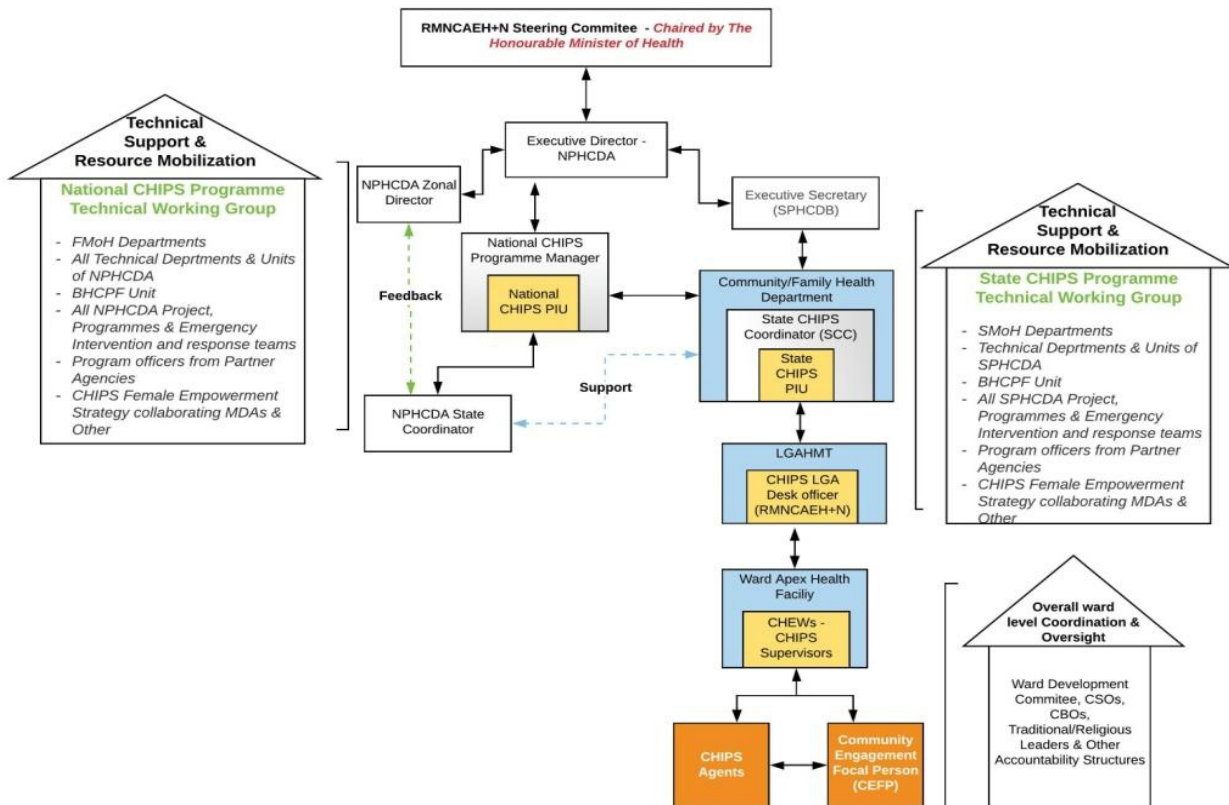 RMNCAEH+N Steering Commitee - Chaired by The
Honourable Minister of Health
Technical
Support &
Resource Mobilization
National CHIPS Programme
Technical Working Group
- FMoH Departments
- All Technical Deprtments & Units
of NPHCDA
- BHCPF Unit
- All NPHCDA Project,
Programmes & Emergency
Intervention and response teams
- Program officers from Partner
Agencies
- CHIPS Female Empowerment
Strategy collaborating MDAs &
Other
Executive Director -
NPHCDA
NPHCDA Zonal
Director
Executive Secretary
(SPHCDB)
National CHIPS
Programme Manager
National
CHIPS PIU
Feedback
Community/Family Health
Department
State CHIPS
Coordinator (SCC)
State
CHIPS
PIU
Support
NPHCDA State
Coordinator
LGAHMT
CHIPS LGA
Desk officer
(RMNCAEH+N)
Ward Apex Health
Faciliy
CHEWs -
CHIPS
Supervisors
CHIPS
Agents
Community
Engagement
Focal Person
(CEFP)
Technical
Support &
Resource Mobilization
State CHIPS Programme
Technical Working Group
- SMoH Departments
- Technical Deprtments & Units of
SPHCDA
- BHCPF Unit
- All SPHCDA Project,
Programmes & Emergency
Intervention and response teams
- Program officers from Partner
Agencies
- CHIPS Female Empowerment
Strategy collaborating MDAs &
Other
Overall ward
level Coordination &
Oversight
Ward Development
Commitee, CSOs,
CBOs,
Traditional/Religious
Leaders & Other
Accountability Structures